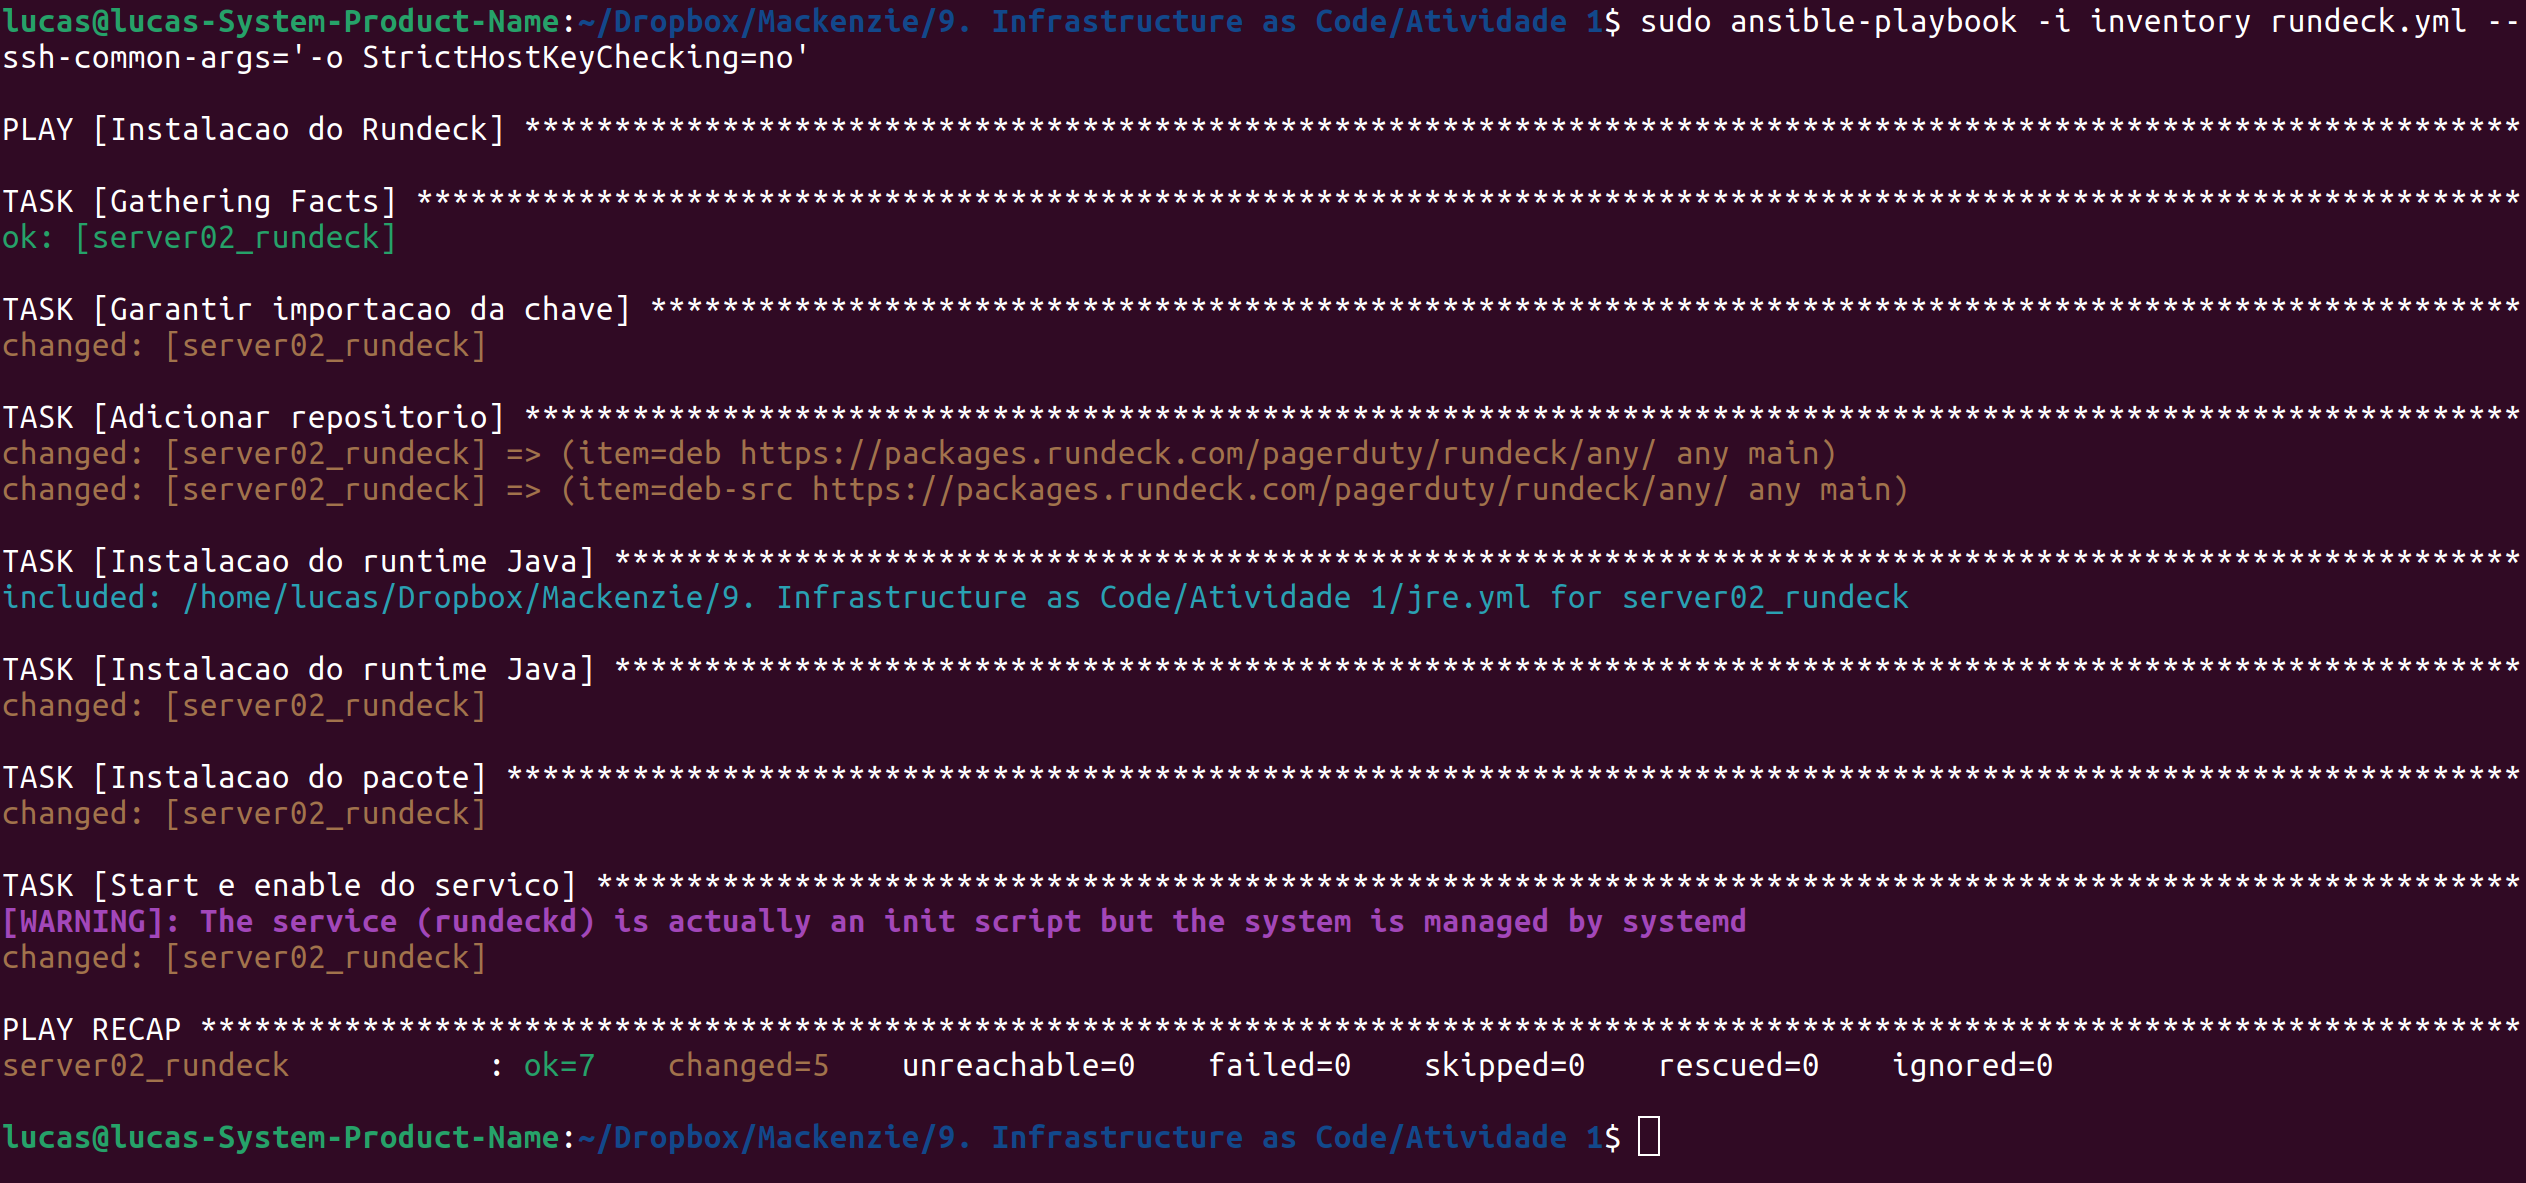 lucas@lucas-System-Product-Name:~/Dropbox/Mackenzie/9. Infrastructure as Code/Atividade 1$ sudo ansible-playbook -i inventory rundeck.yml --
ssh-common-args='-o StrictHostKeyChecking=no'
PLAY [Instalacao do Rundeck] ***************************************************************************************************************
TASK [Gathering Facts] *********************************************************************************************************************
ok: [server02_rundeck]
TASK [Garantir importacao da chave] ********************************************************************************************************
changed: [server02_rundeck]
TASK [Adicionar repositorio] ***************************************************************************************************************
changed: [server02_rundeck] => (item=deb https://packages.rundeck.com/pagerduty/rundeck/any/ any main)
changed: [server02_rundeck] => (item=deb-src https://packages.rundeck.com/pagerduty/rundeck/any/ any main)
TASK [Instalacao do runtime Java] **********************************************************************************************************
included: /home/lucas/Dropbox/Mackenzie/9. Infrastructure as Code/Atividade 1/jre.yml for server02_rundeck
TASK [Instalacao do runtime Java] **********************************************************************************************************
changed: [server02_rundeck]
TASK [Instalacao do pacote] ****************************************************************************************************************
changed: [server02_rundeck]
TASK [Start e enable do servico] ***********************************************************************************************************
[WARNING]: The service (rundeckd) is actually an init script but the system is managed by systemd
changed: [server02_rundeck]
PLAY RECAP *********************************************************************************************************************************
server02_rundeck           : ok=7    changed=5    unreachable=0    failed=0    skipped=0    rescued=0    ignored=0
lucas@lucas-System-Product-Name:~/Dropbox/Mackenzie/9. Infrastructure as Code/Atividade 1$